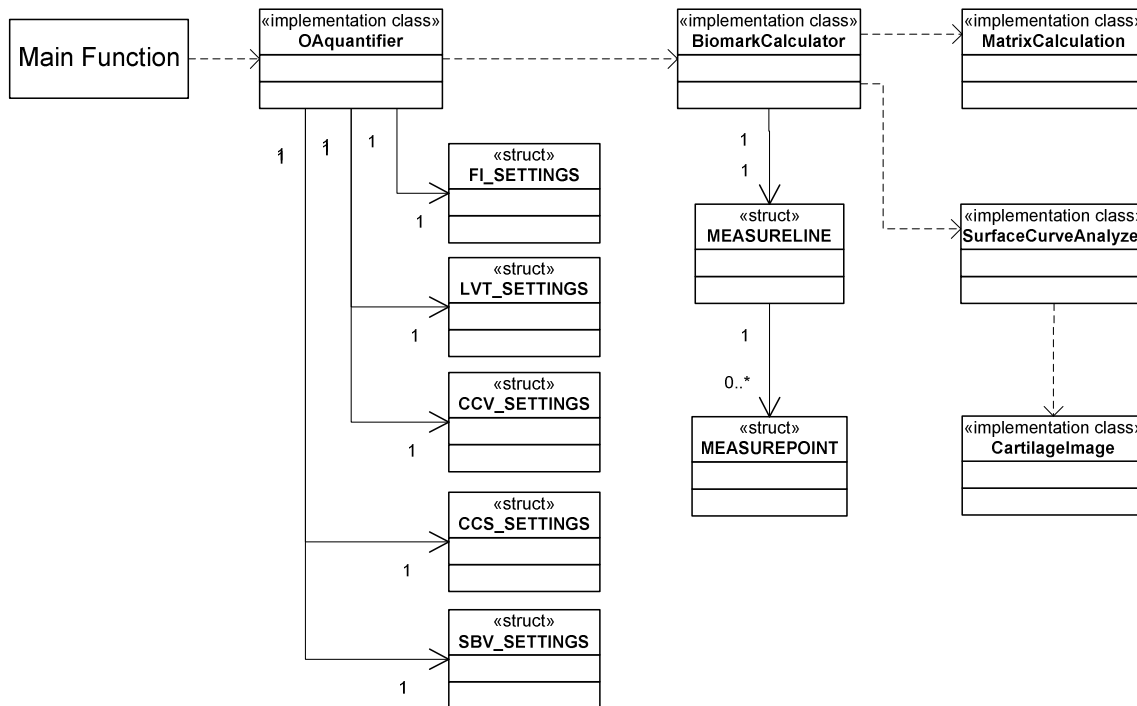 Main Function
«implementation class»
OAquantifier
«implementation class»
BiomarkCalculator
«implementation class»
MatrixCalculation
1
1
1
1
1
«struct»
FI_SETTINGS
1
«struct»
LVT_SETTINGS
1
«struct»
CCV_SETTINGS
1
«struct»
CCS_SETTINGS
1
«struct»
SBV_SETTINGS
1
1
1
«struct»
MEASURELINE
1
0..*
«struct»
MEASUREPOINT
«implementation class»
SurfaceCurveAnalyze
«implementation class»
CartilageImage